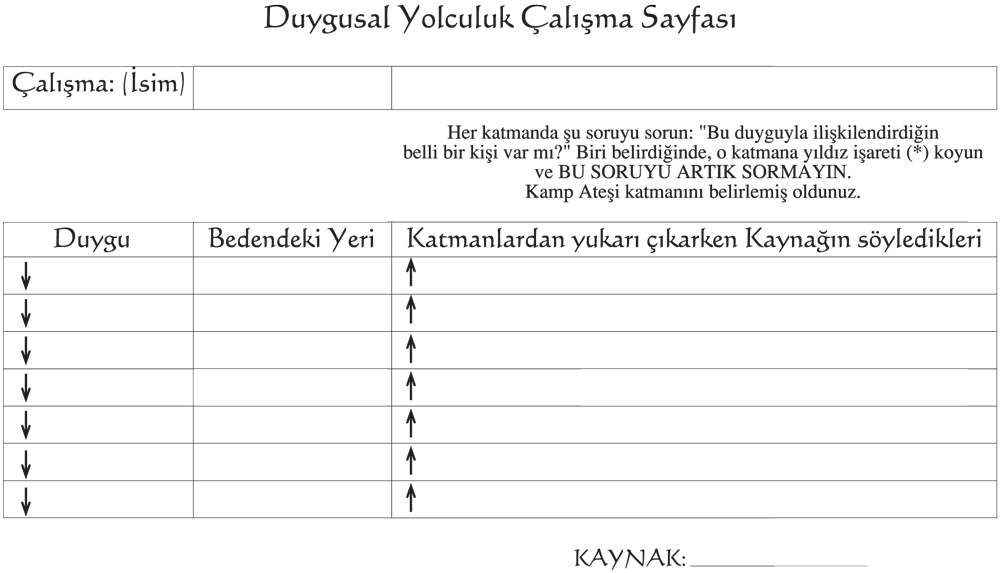 Duygusal Yolculuk Çalışma Sayfası
Çalışma: (İsim)
Her katmanda şu soruyu sorun: "Bu duyguyla ilişkilendirdiğin
belli bir kişi var mı?" Biri belirdiğinde, o katmana yıldız işareti (*) koyun
ve BU SORUYU ARTIK SORMAYIN.
Kamp Ateşi katmanını belirlemiş oldunuz.
Duygu Bedendeki Yeri Katmanlardan yukarı çıkarken Kaynağın söyledikleri
KAYNAK: